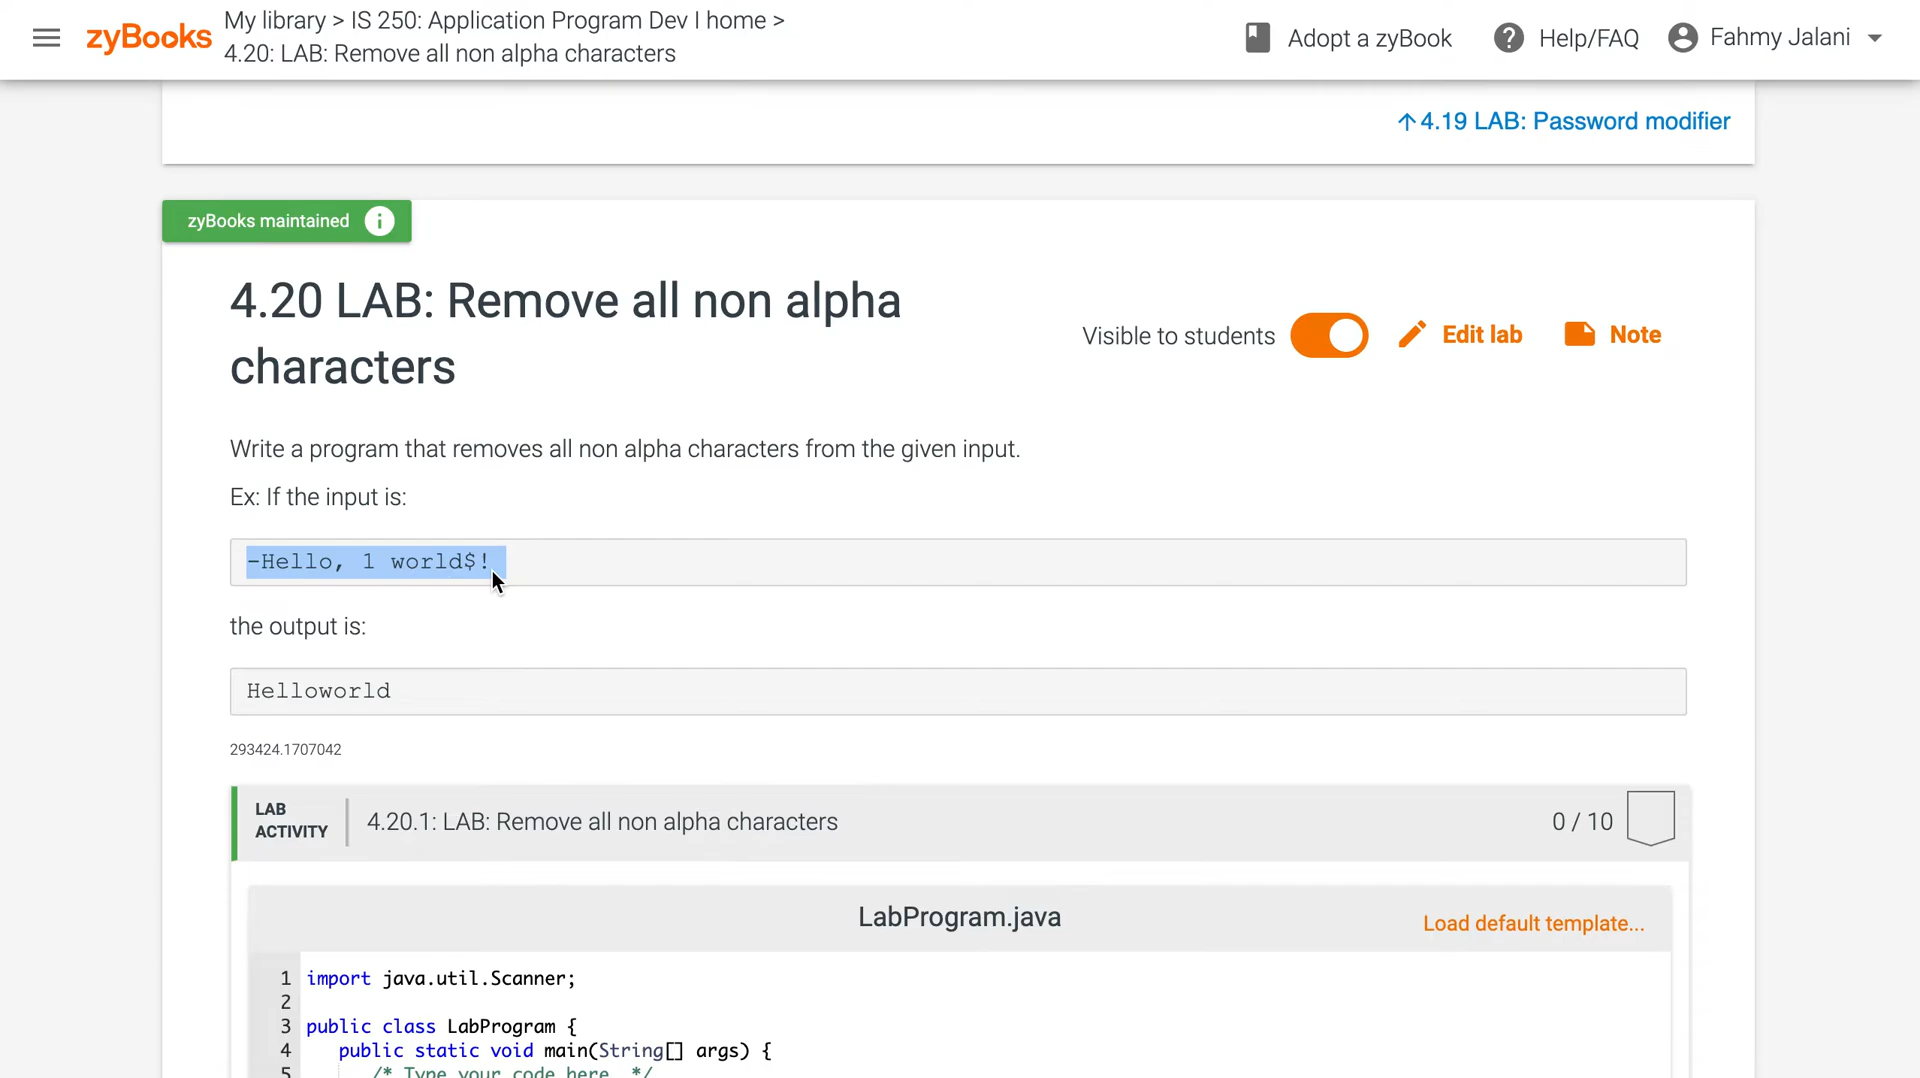 zyBooks
My library > IS 250: Application Program Dev I home >
4.20: LAB: Remove all non alpha characters
Adopt a zyBook
Help/FAQ
Fahmy Jalani
↑ 4.19 LAB: Password modifier
zyBooks maintained
4.20 LAB: Remove all non alpha
characters
Visible to students
Edit lab
Note
Write a program that removes all non alpha characters from the given input.
Ex: If the input is:
-Hello, 1 world$!
the output is:
Helloworld
293424.1707042
LAB
ACTIVITY
4.20.1: LAB: Remove all non alpha characters
0 / 10
LabProgram.java
Load default template...
1 import java.util.Scanner;
2
3 public class LabProgram {
4 public static void main(String[] args) {
5 /* Type your code here. */